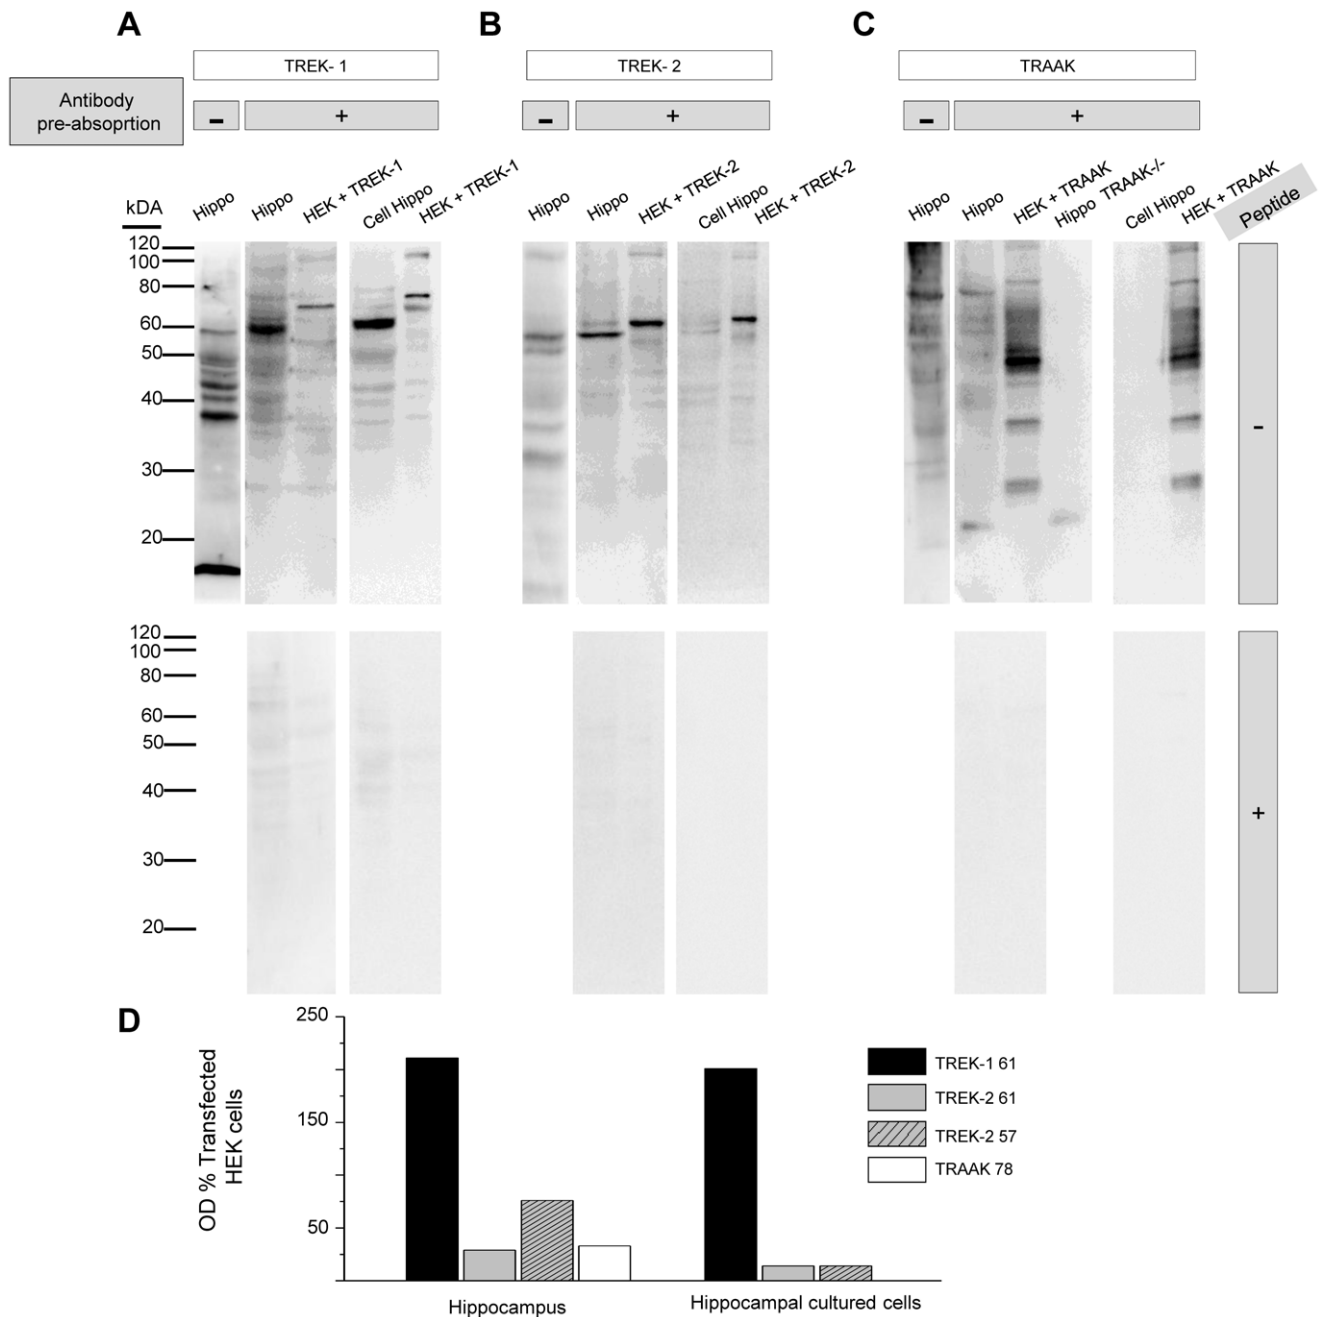 A
B
C
TREK- 1
TREK- 2
TRAAK
Antibody
pre-absoprtion
-
+
-
+
-
+
kDA
Hippo
Hippo
HEK + TREK-1
Cell Hippo
HEK + TREK-1
Hippo
Hippo
HEK + TREK-2
Cell Hippo
HEK + TREK-2
Hippo
Hippo
HEK + TRAAK
Hippo TRAAK-/-
Cell Hippo
HEK + TRAAK
Peptide
120
100
80
60
50
40
30
20
-
120
100
80
60
50
40
30
20
+
D
OD % Transfected
HEK cells
250
150
50
TREK-1 61
TREK-2 61
TREK-2 57
TRAAK 78
Hippocampus
Hippocampal cultured cells